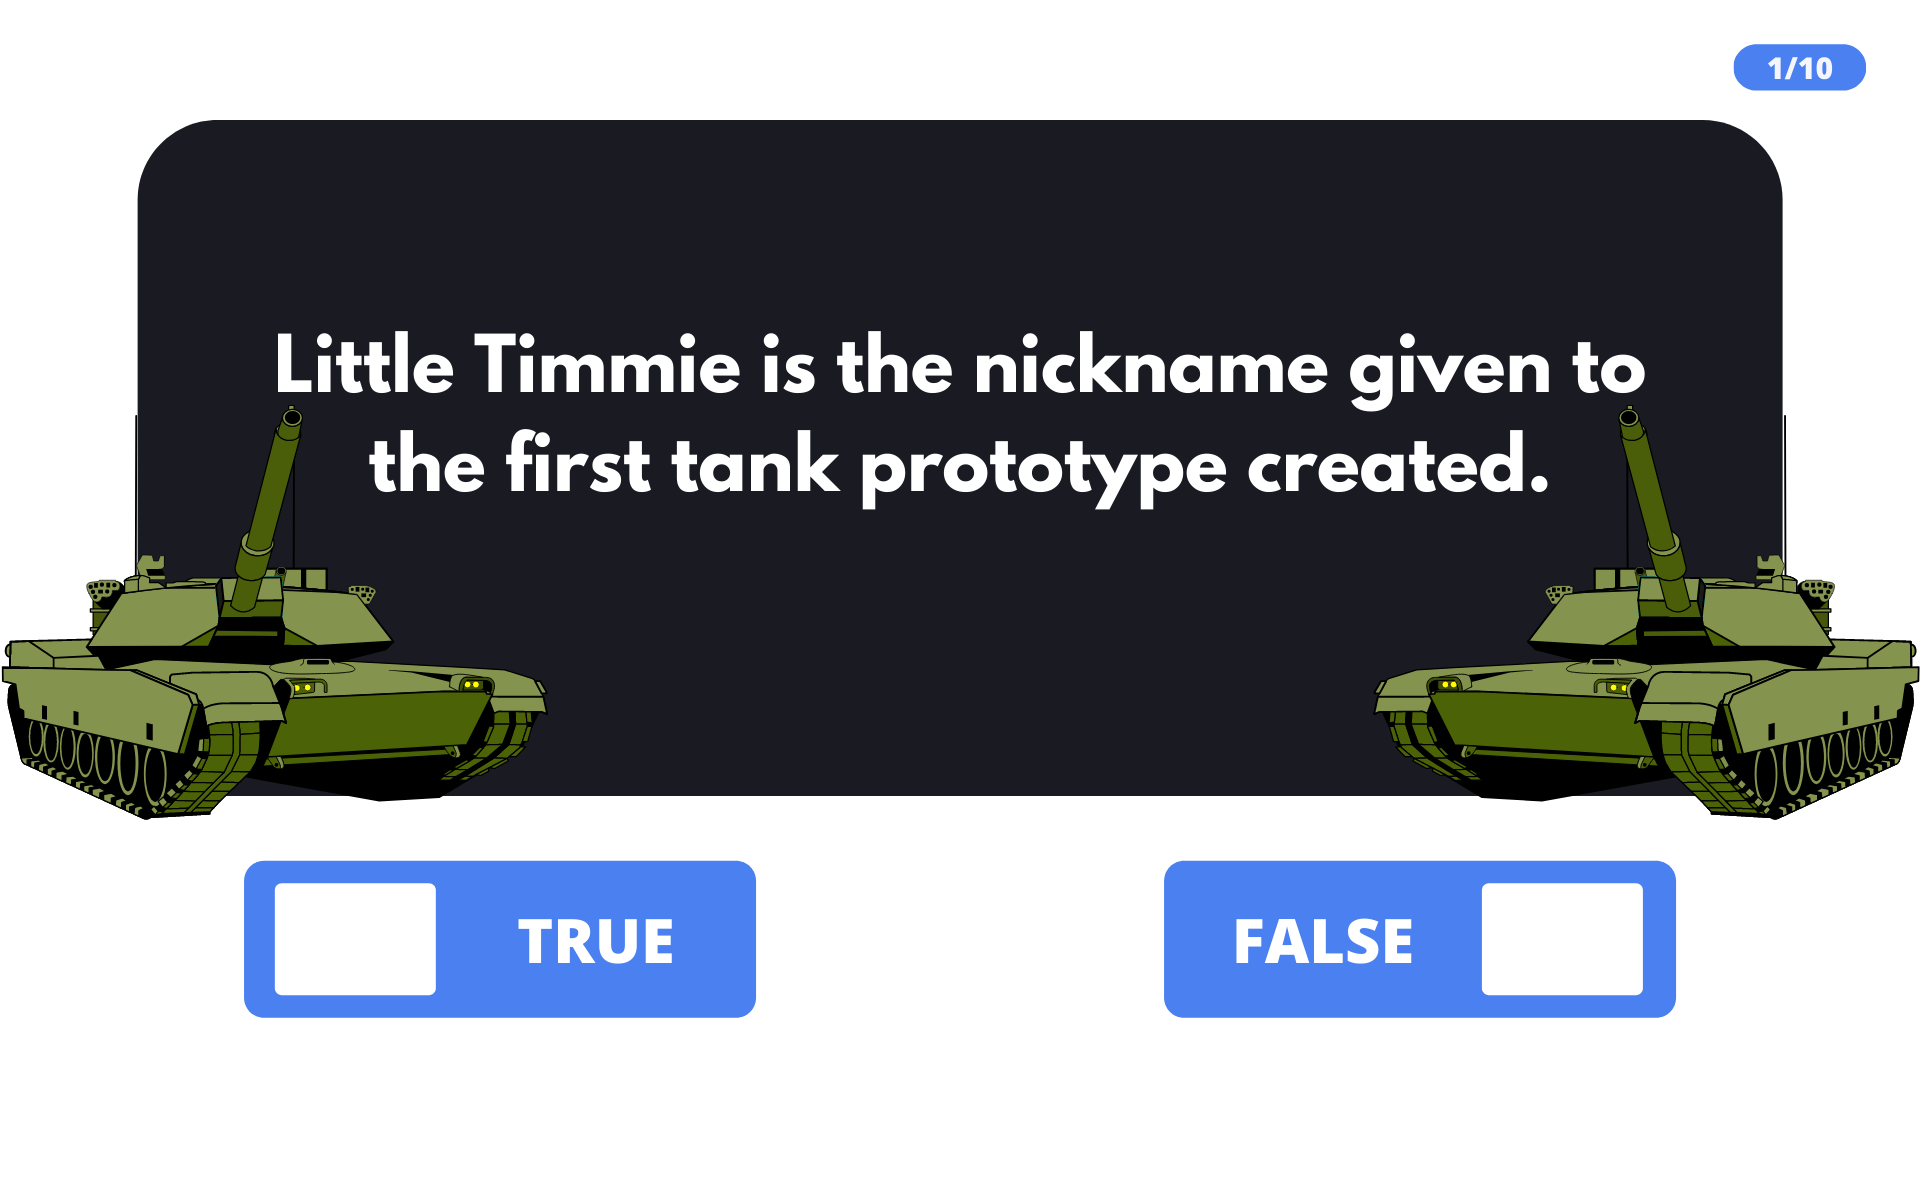 1/10
Little Timmie is the nickname given to
the first tank prototype created.
TRUE
FALSE